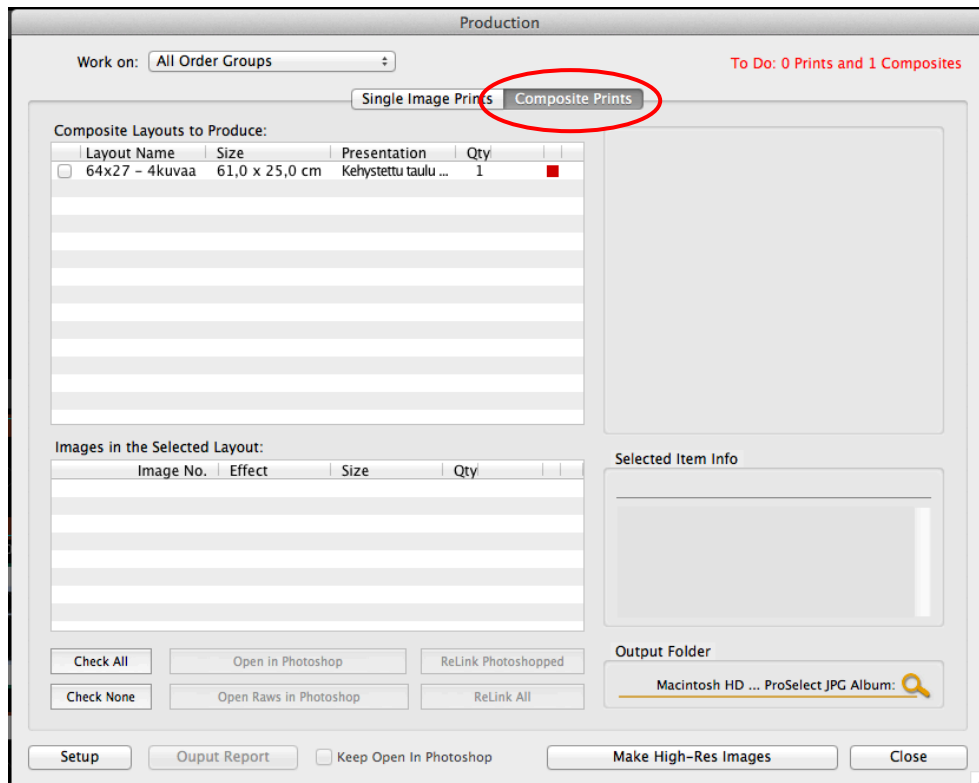 Production
Work on: All Order Groups
To Do: 0 Prints and 1 Composites
Single Image Prints Composite Prints
Composite Layouts to Produce:
Layout Name Size Presentation Qty
64x27 - 4kuvaa 61,0 x 25,0 cm Kehystettu taulu ... 1
Images in the Selected Layout:
Image No. Effect Size Qty
Selected Item Info
Check All Open in Photoshop ReLink Photoshopped
Output Folder
Check None Open Raws in Photoshop ReLink All
Macintosh HD ... ProSelect JPG Album:
Setup Ouput Report Keep Open In Photoshop Make High-Res Images Close